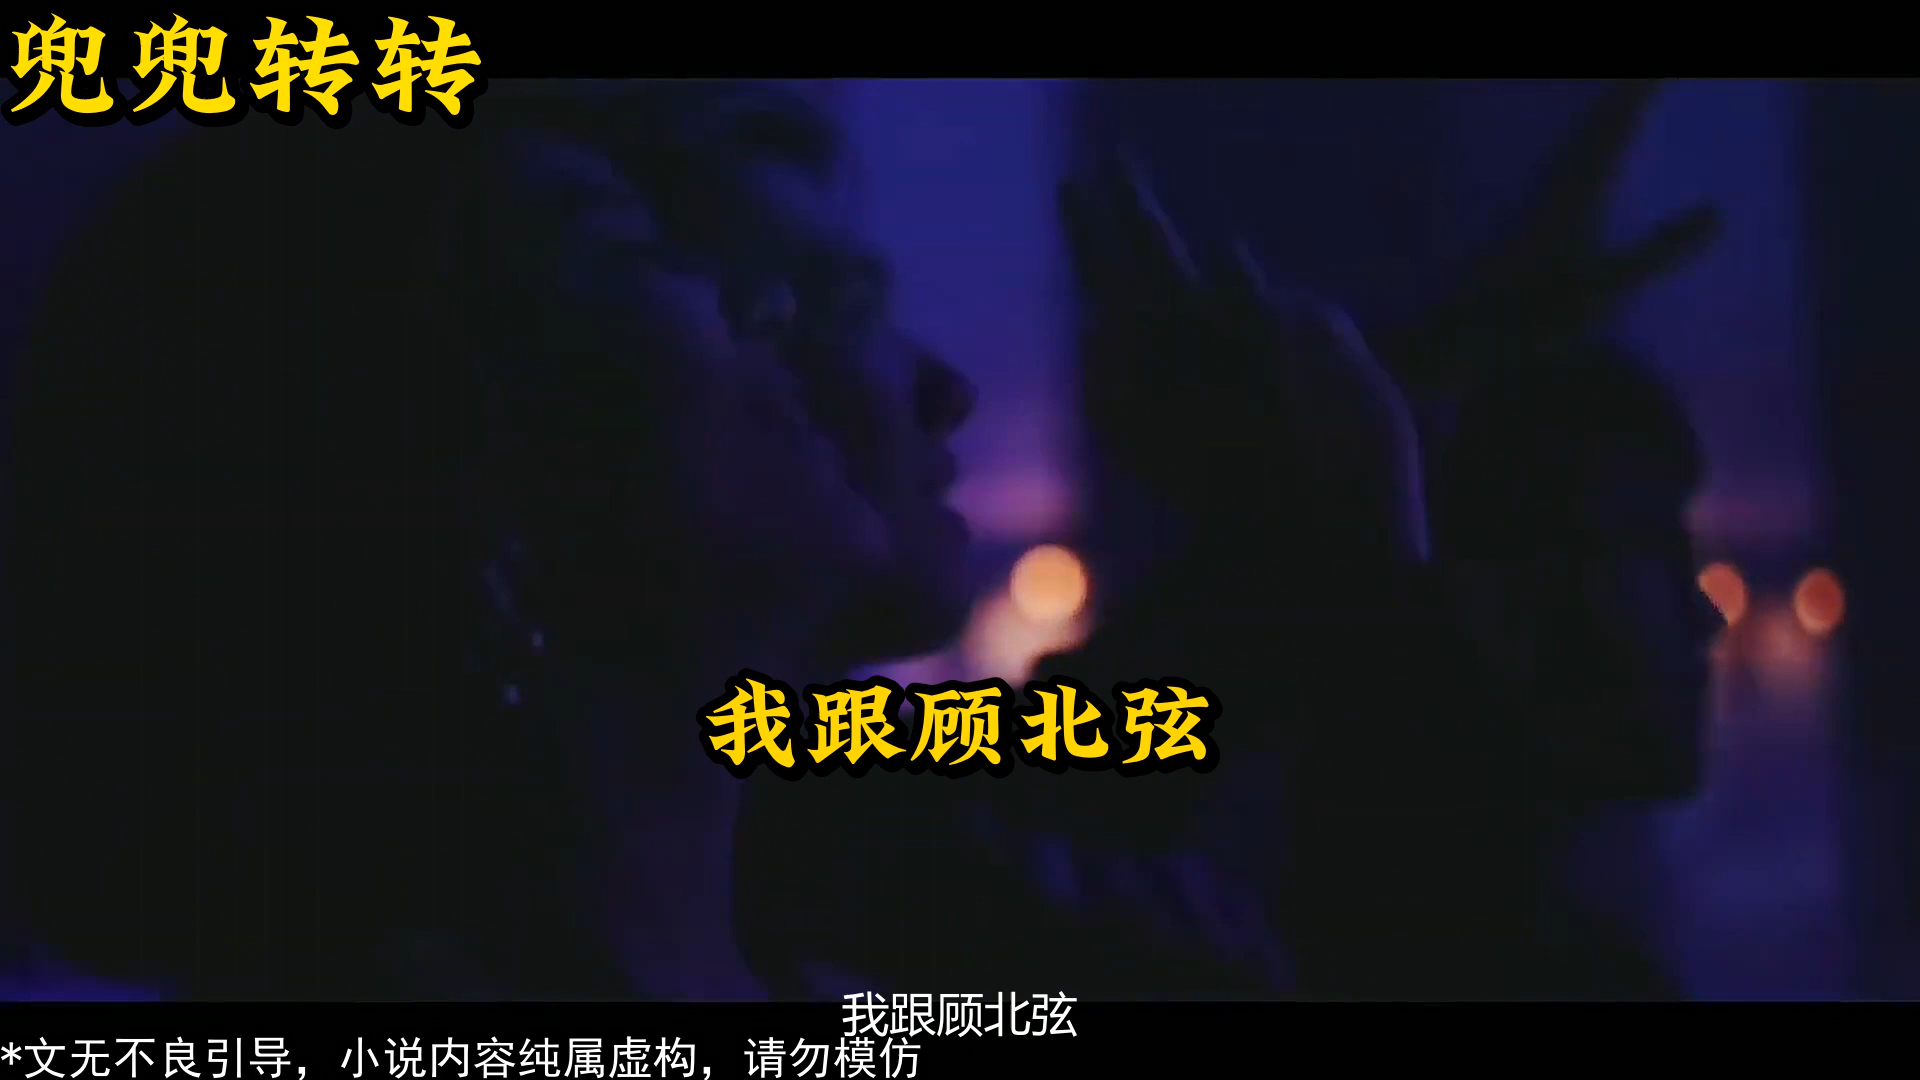 兜兜转转
我跟顾北弦
我跟顾北弦
*文无不良引导，小说内容纯属虚构，请勿模仿